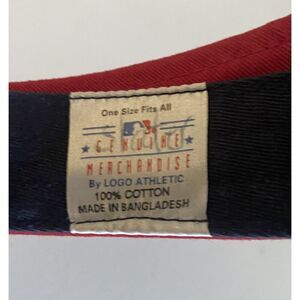 One Size Fits All
GENUINE
MERCHANDISE
By LOGO ATHLETIC
100% COTTON
MADE IN BANGLADESH